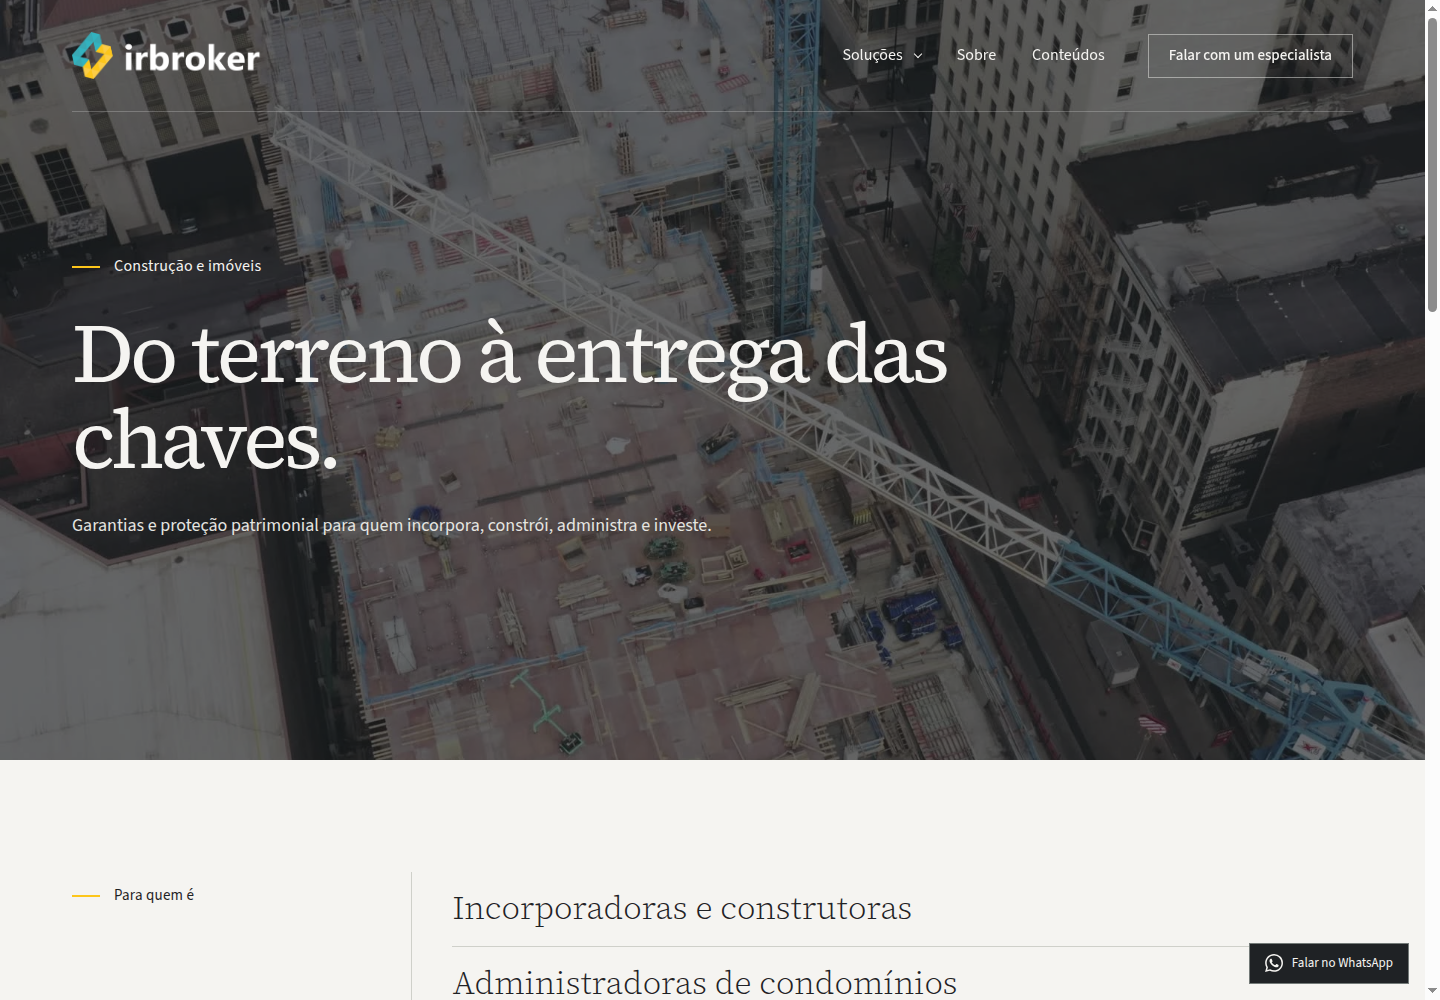 irbroker
Soluções
Sobre
Conteúdos
Falar com um especialista
Construção e imóveis
Do terreno à entrega das
chaves.
Garantias e proteção patrimonial para quem incorpora, constrói, administra e investe.
Para quem é
Incorporadoras e construtoras
Administradoras de condomínios
Falar no WhatsApp